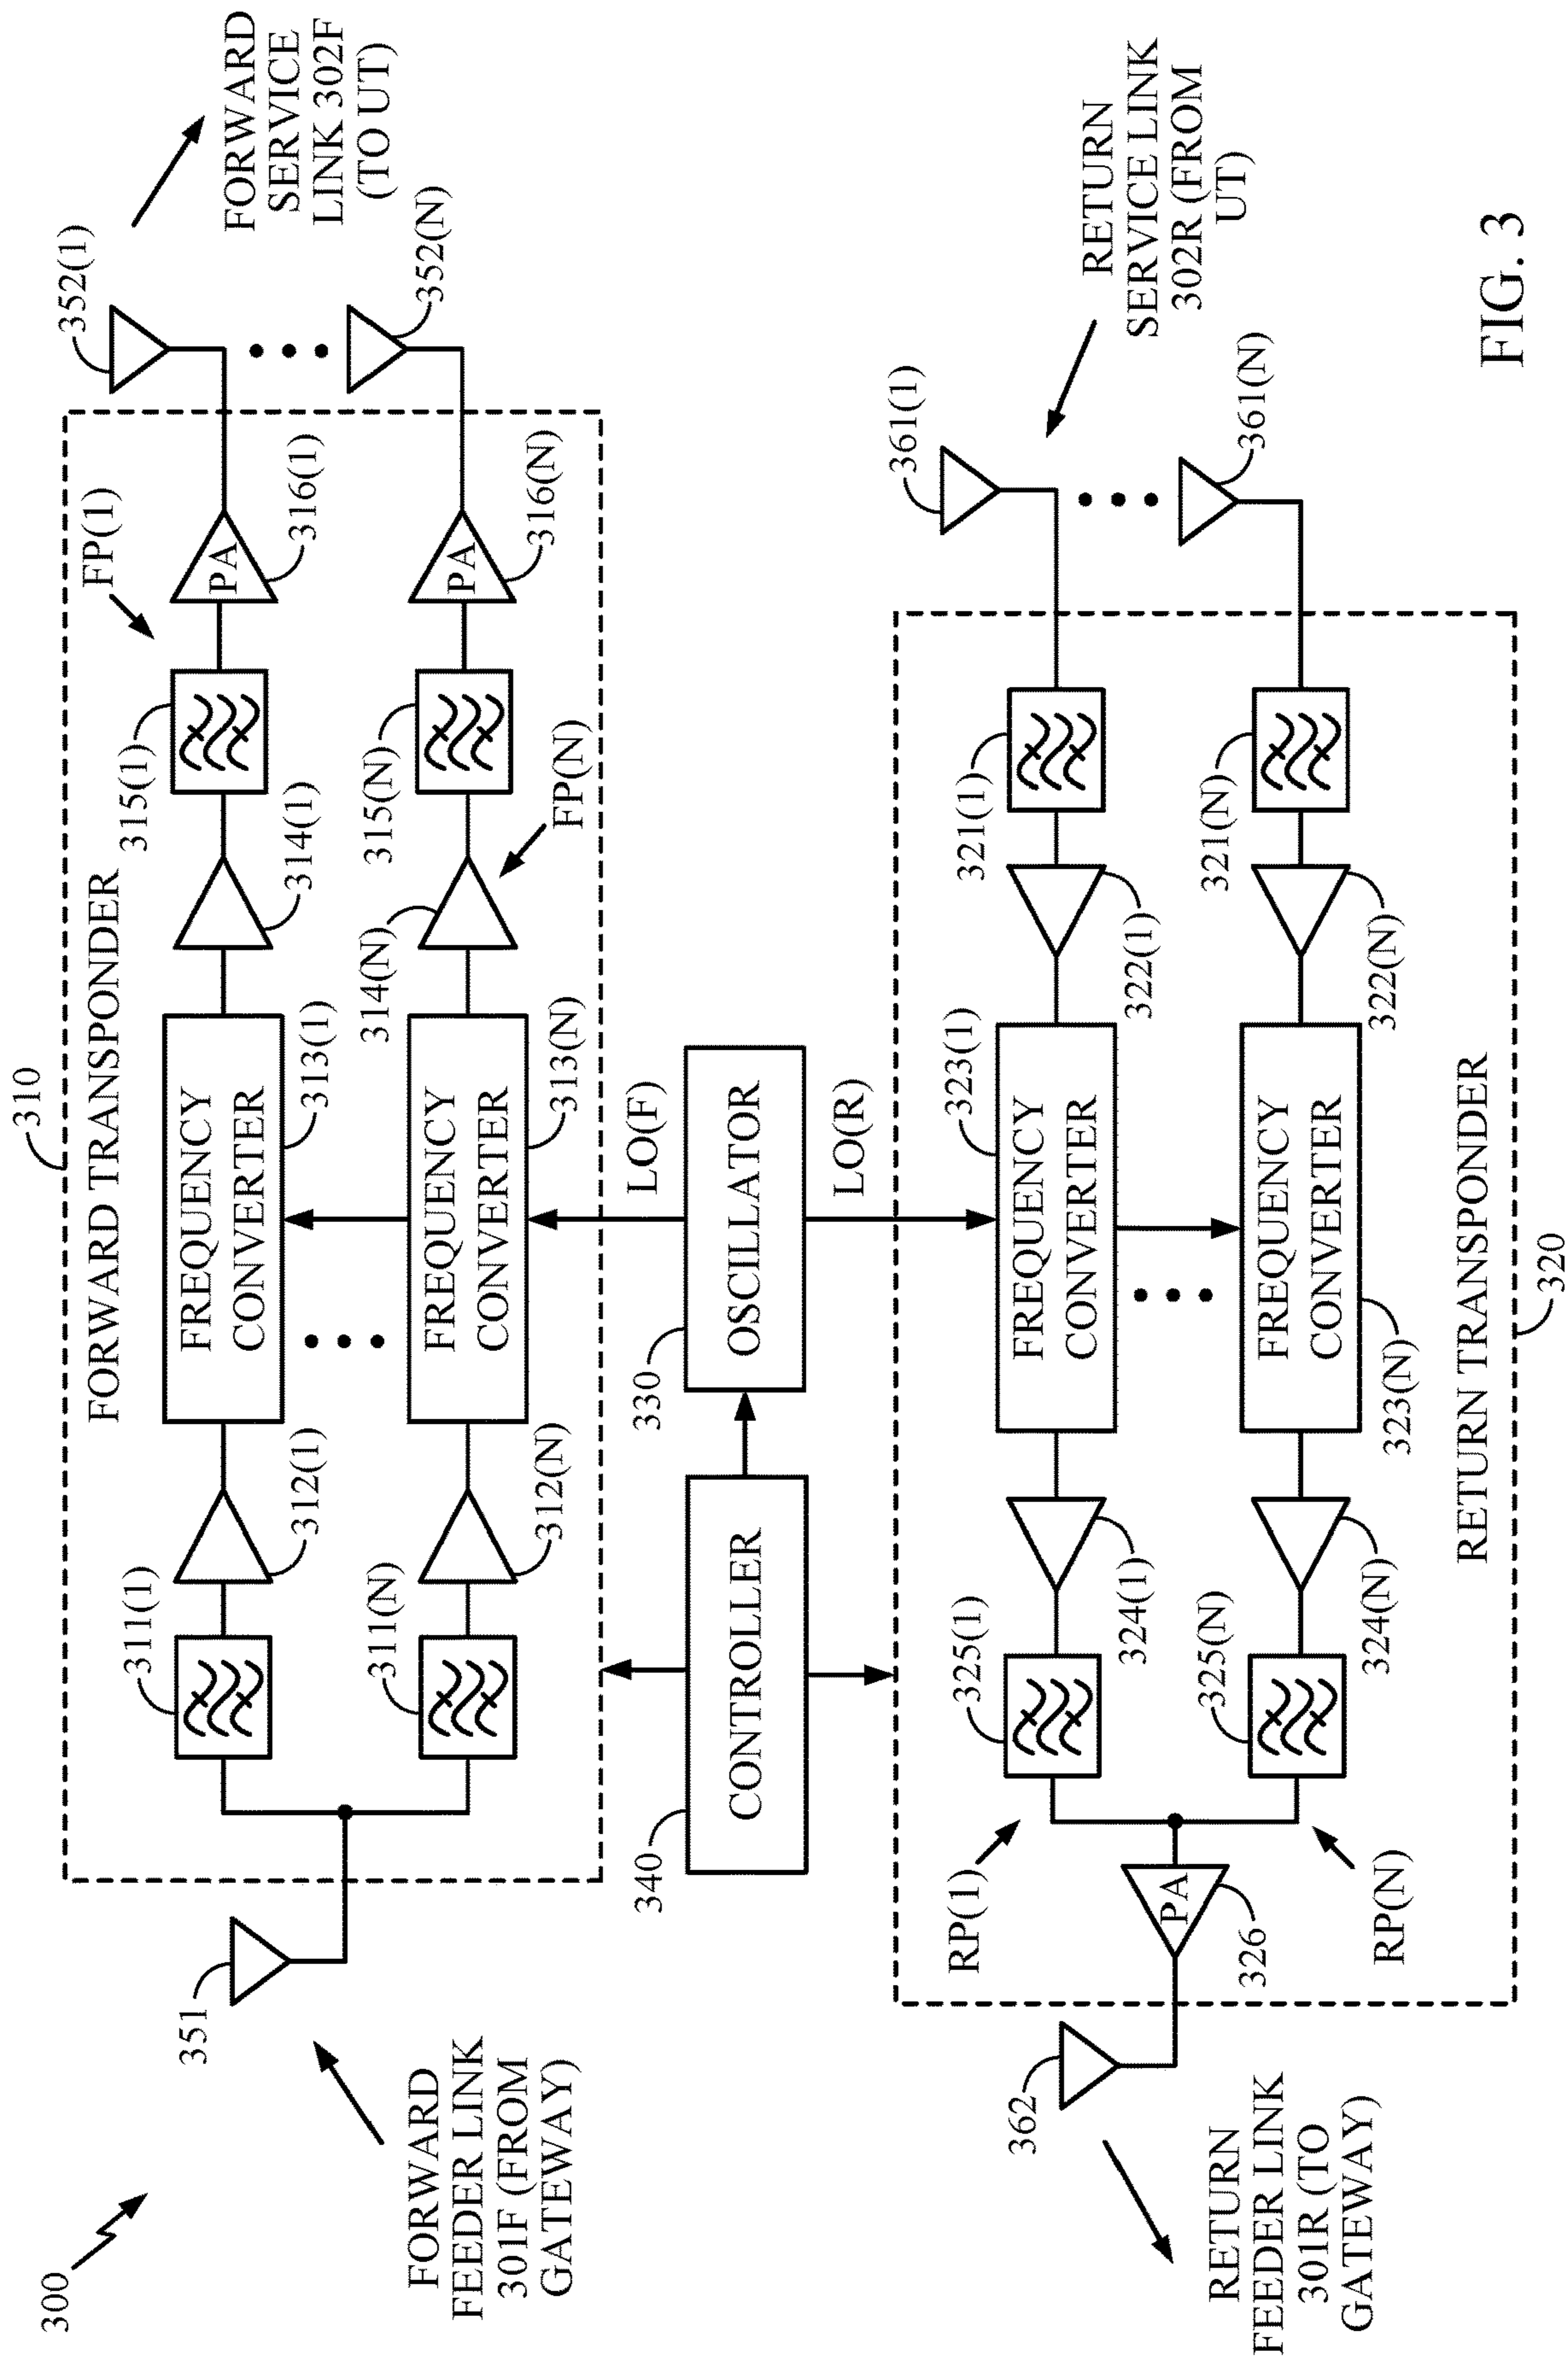 300
310
FORWARD TRANSPONDER
FORWARD
FEEDER LINK
301F (FROM
GATEWAY)
351
311(1)
312(1)
FREQUENCY
CONVERTER
313(1)
314(1)
315(1)
FP(1)
PA
316(1)
352(1)
FORWARD
SERVICE
LINK 302F
(TO UT)
311(N)
312(N)
FREQUENCY
CONVERTER
313(N)
314(N)
FP(N)
315(N)
PA
316(N)
352(N)
340
CONTROLLER
330
OSCILLATOR
LO(F)
LO(R)
362
RETURN
FEEDER LINK
301R (TO
GATEWAY)
RP(1)
PA
326
RP(N)
325(1)
324(1)
FREQUENCY
CONVERTER
323(1)
322(1)
321(1)
361(1)
RETURN
SERVICE LINK
302R (FROM
UT)
325(N)
324(N)
FREQUENCY
CONVERTER
323(N)
322(N)
321(N)
361(N)
RETURN TRANSPONDER
320
FIG. 3